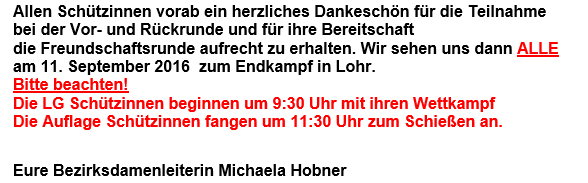 Allen Schützinnen vorab ein herzliches Dankeschön für die Teilnahme
bei der Vor- und Rückrunde und für ihre Bereitschaft
die Freundschaftsrunde aufrecht zu erhalten. Wir sehen uns dann ALLE
am 11. September 2016  zum Endkampf in Lohr.
Bitte beachten!
Die LG Schützinnen beginnen um 9:30 Uhr mit ihren Wettkampf
Die Auflage Schützinnen fangen um 11:30 Uhr zum Schießen an.
Eure Bezirksdamenleiterin Michaela Hobner